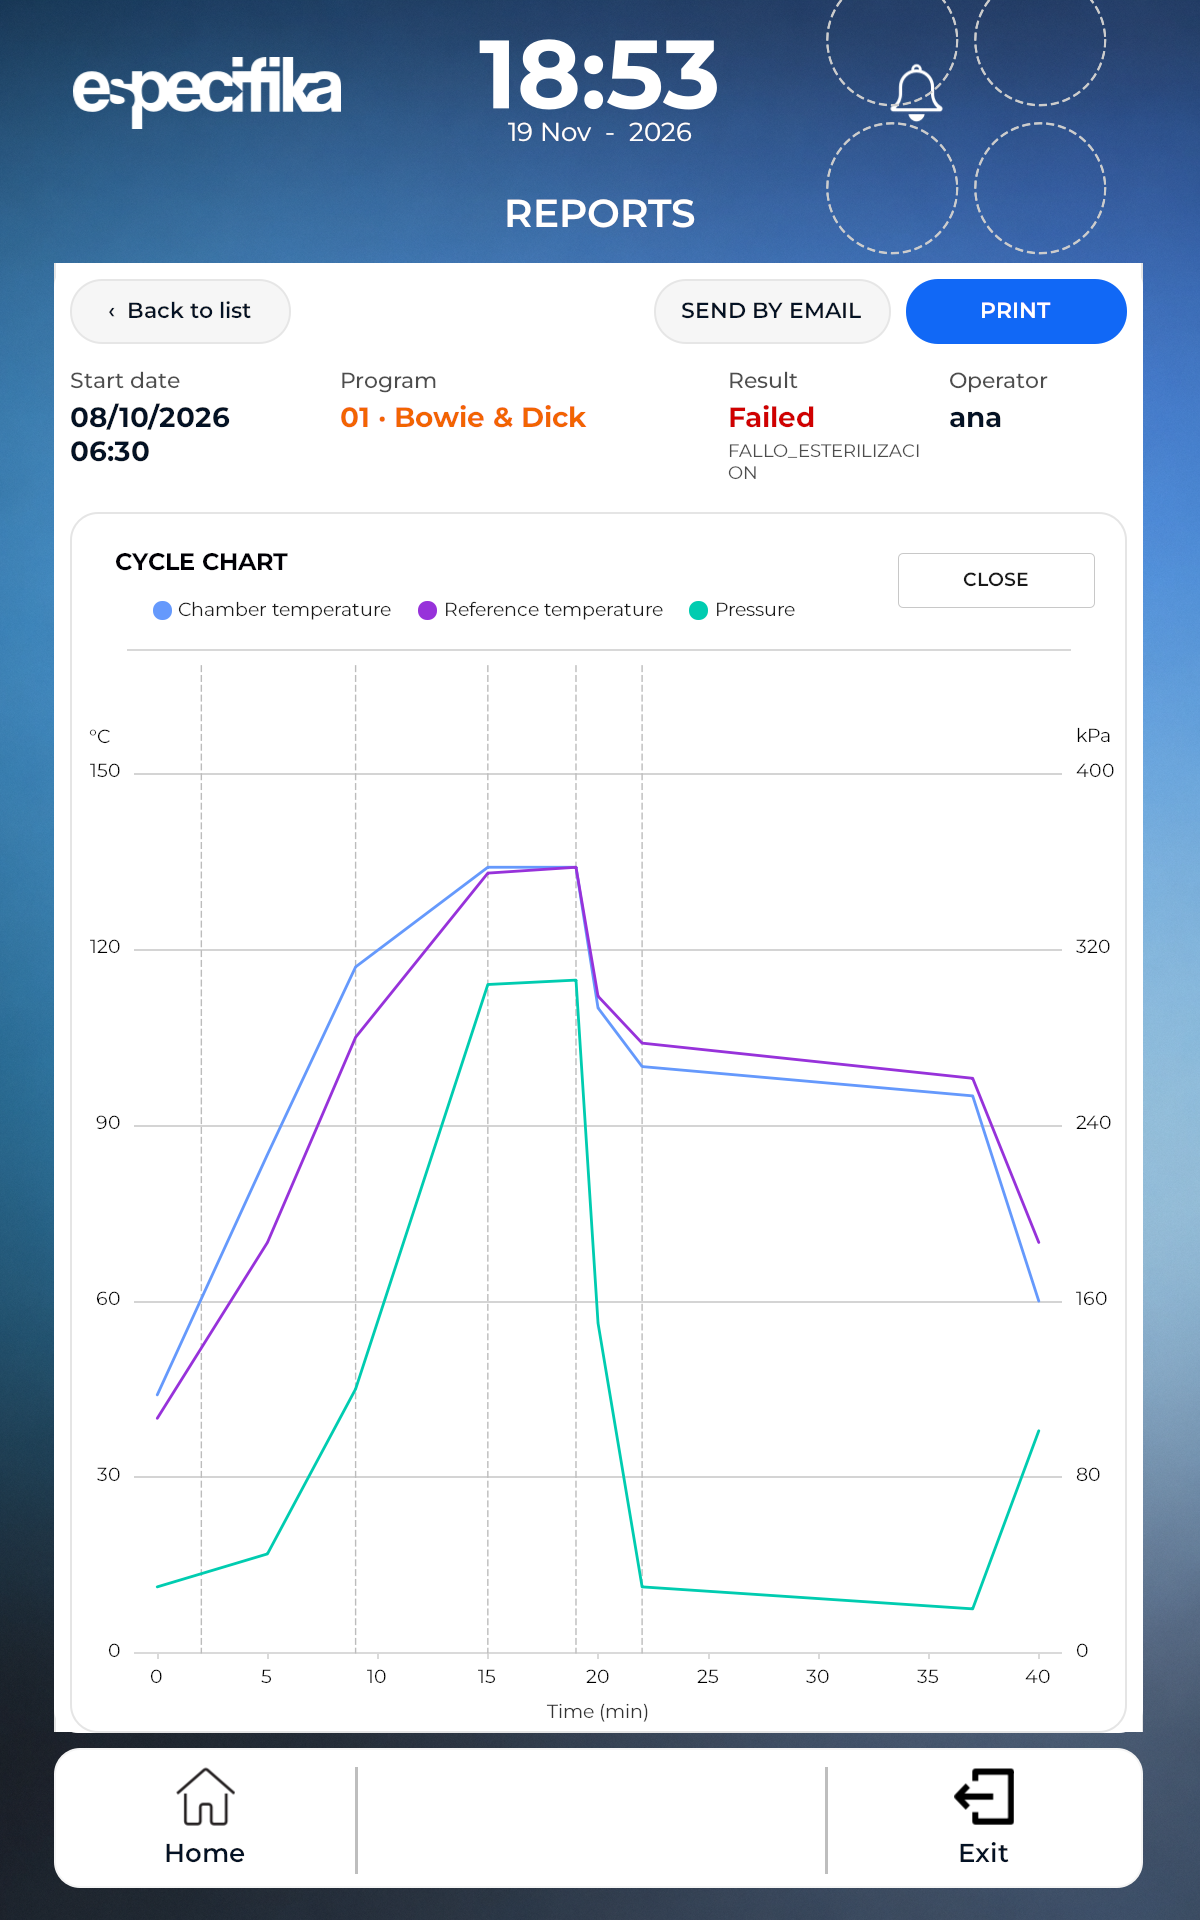 especifika
18:53
19 Nov - 2026
REPORTS
‹ Back to list
SEND BY EMAIL
PRINT
Start date
08/10/2026
06:30
Program
01 · Bowie & Dick
Result
Failed
FALLO_ESTERILIZACI
ON
Operator
ana
CYCLE CHART
CLOSE
Chamber temperature
Reference temperature
Pressure
°C
kPa
150
400
120
320
90
240
60
160
30
80
0
0
0 5 10 15 20 25 30 35 40
Time (min)
Home
Exit